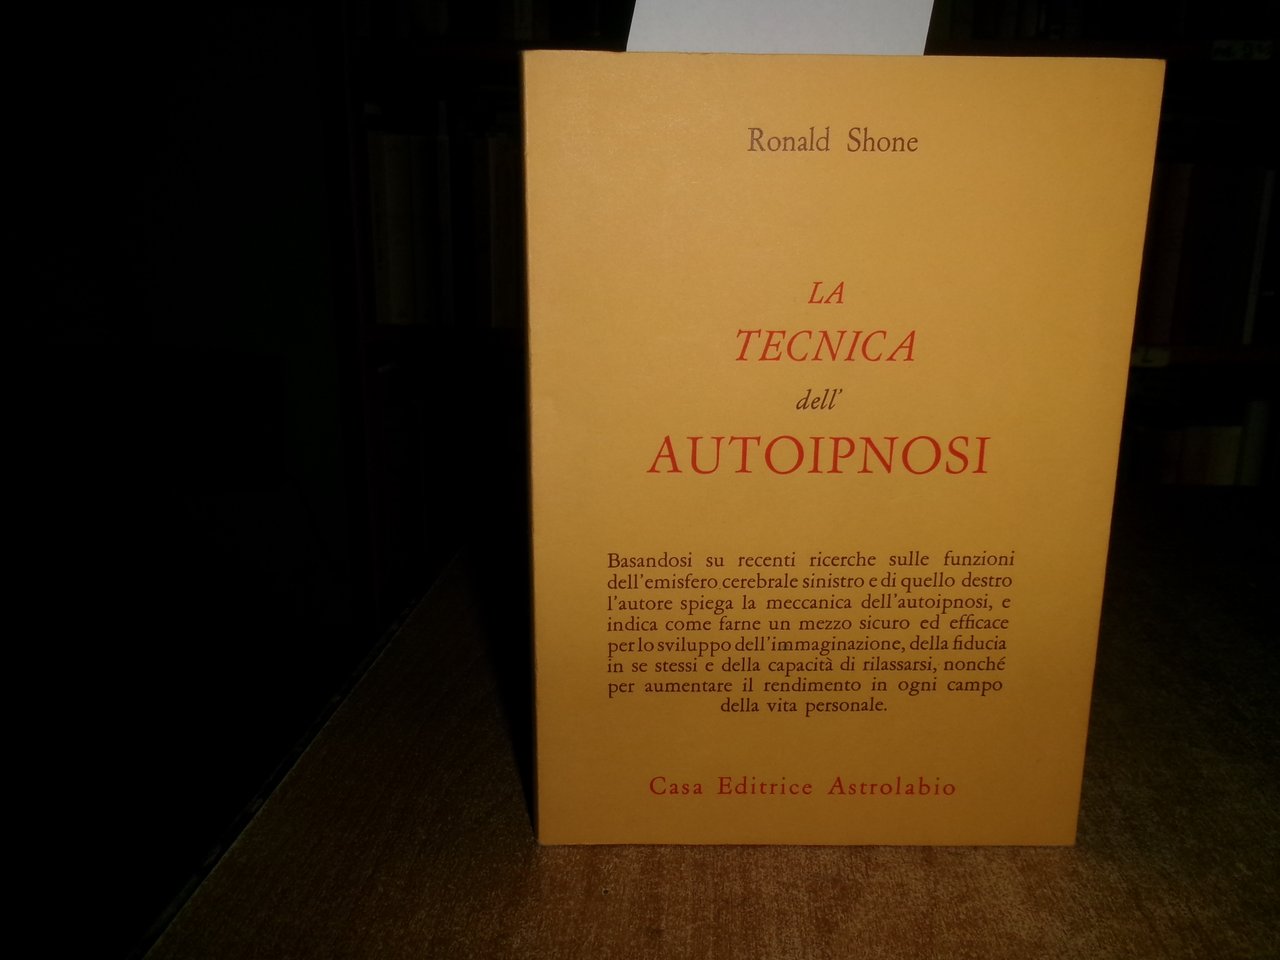 Ronald Shone
LA
TECNICA
dell'
AUTOIPNOSI
Basandosi su recenti ricerche sulle funzioni
dell'emisfero cerebrale sinistro e di quello destro
l'autore spiega la meccanica dell'autoipnosi, e
indica come farne un mezzo sicuro ed efficace
per lo sviluppo dell'immaginazione, della fiducia
in se stessi e della capacità di rilassarsi, nonché
per aumentare il rendimento in ogni campo
della vita personale.
Casa Editrice Astrolabio